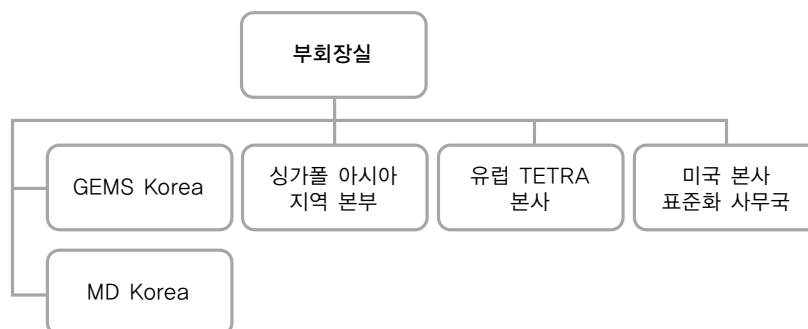 부회장실
GEMS Korea
싱가폴 아시아
지역 본부
유럽 TETRA
본사
미국 본사
표준화 사무국
MD Korea